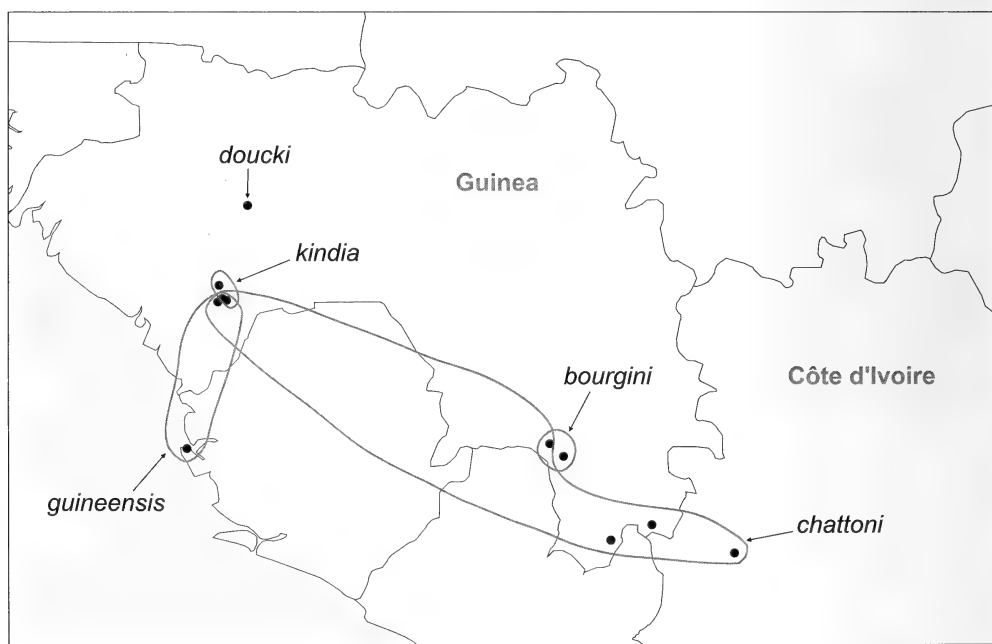 doucki
Guinea
kindia
bourgini
Côte d'Ivoire
guineensis
chattoni